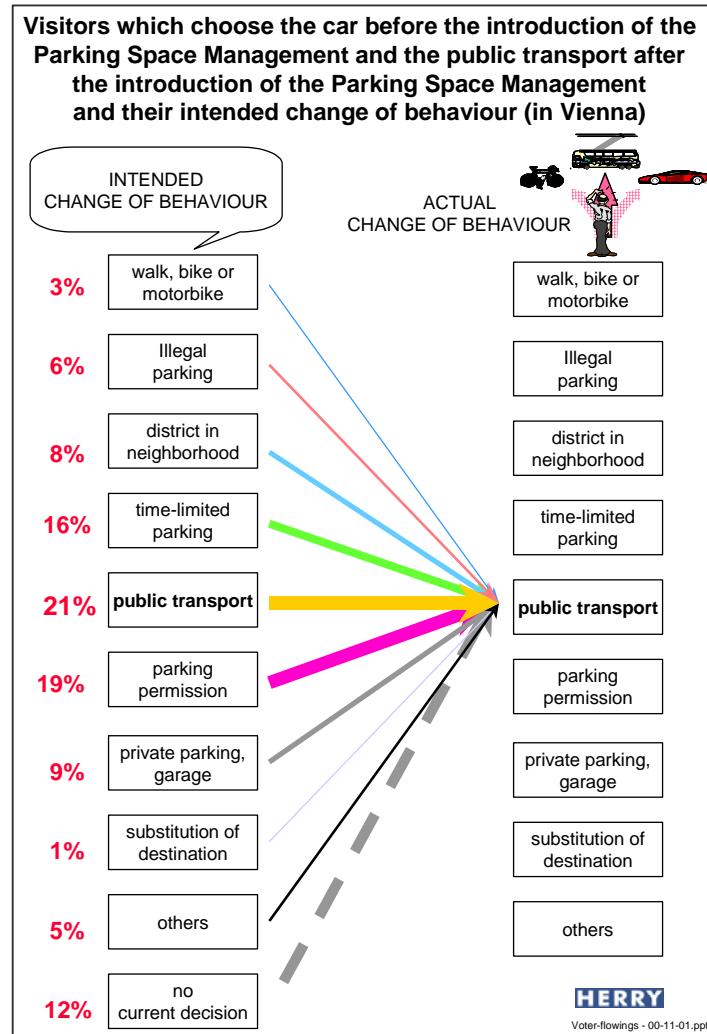 Visitors which choose the car before the introduction of the
Parking Space Management and the public transport after
the introduction of the Parking Space Management
and their intended change of behaviour (in Vienna)
INTENDED
CHANGE OF BEHAVIOUR
ACTUAL
CHANGE OF BEHAVIOUR
3%
walk, bike or
motorbike
6%
Illegal
parking
8%
district in
neighborhood
16%
time-limited
parking
21%
public transport
19%
parking
permission
9%
private parking,
garage
1%
substitution of
destination
5%
others
12%
no
current decision
walk, bike or
motorbike
Illegal
parking
district in
neighborhood
time-limited
parking
public transport
parking
permission
private parking,
garage
substitution of
destination
others
HERRY
Voter-flowings - 00-11-01.ppt